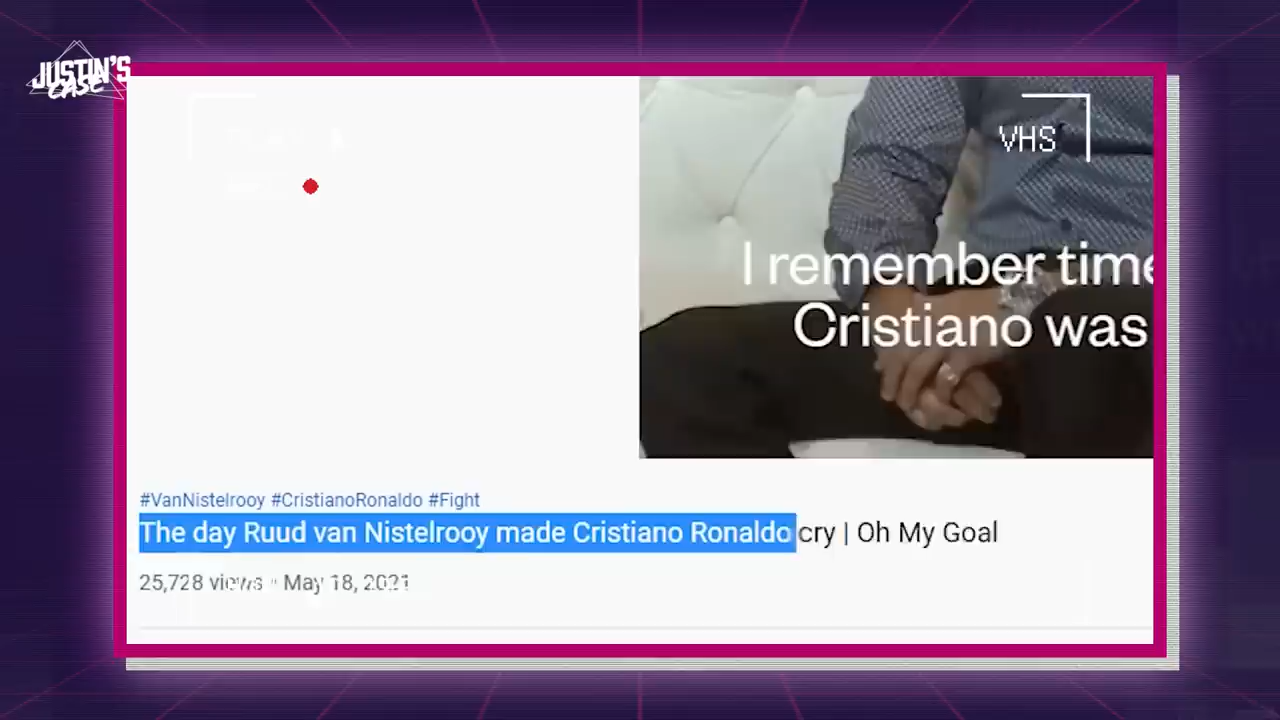 JUSTIN'S
CASE
VHS
I remember time
Cristiano was
#VanNistelrooy #CristianoRonaldo #Fight
The day Ruud van Nistelrooy made Cristiano Ronaldo cry | Oh My Goal
25,728 views • May 18, 2021